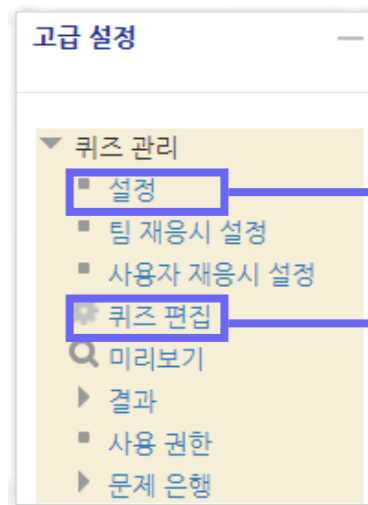 고급 설정
퀴즈 관리
설정
팀 재응시 설정
사용자 재응시 설정
퀴즈 편집
미리보기
결과
사용 권한
문제 은행